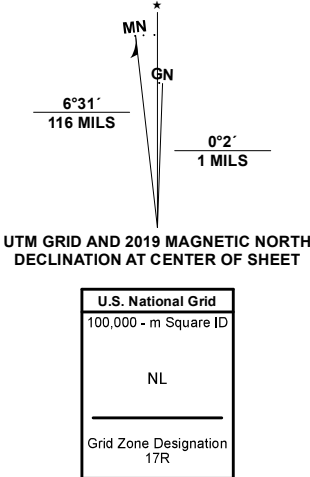 ★
MN
GN
6°31´
116 MILS
0°2´
1 MILS
UTM GRID AND 2019 MAGNETIC NORTH
DECLINATION AT CENTER OF SHEET
U.S. National Grid
100,000 - m Square ID
NL
Grid Zone Designation
17R